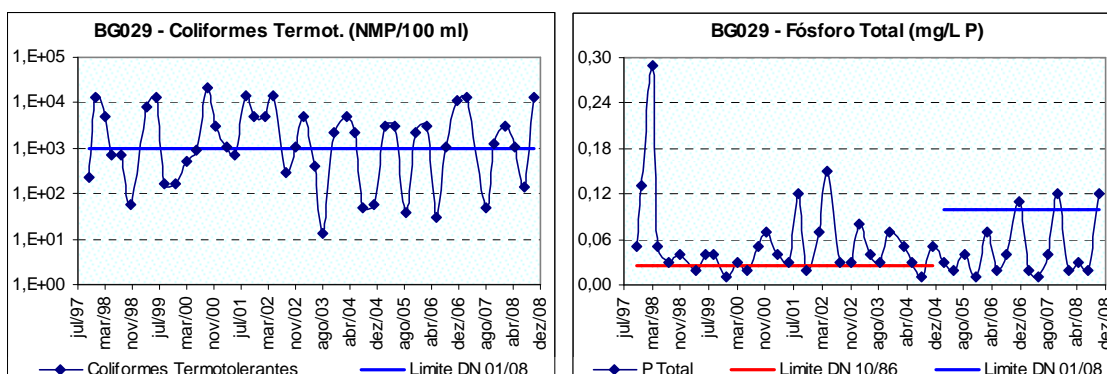 BG029 - Coliformes Termot. (NMP/100 ml)
1,E+05
1,E+04
1,E+03
1,E+02
1,E+01
1,E+00
jul/97
mar/98
nov/98
jul/99
mar/00
nov/00
jul/01
mar/02
nov/02
ago/03
abr/04
dez/04
ago/05
abr/06
dez/06
ago/07
abr/08
dez/08
Coliformes Termotolerantes
Limite DN 01/08
BG029 - Fósforo Total (mg/L P)
0,30
0,24
0,18
0,12
0,06
0,00
jul/97
mar/98
nov/98
jul/99
mar/00
nov/00
jul/01
mar/02
nov/02
ago/03
abr/04
dez/04
ago/05
abr/06
dez/06
ago/07
abr/08
dez/08
P Total
Limite DN 10/86
Limite DN 01/08